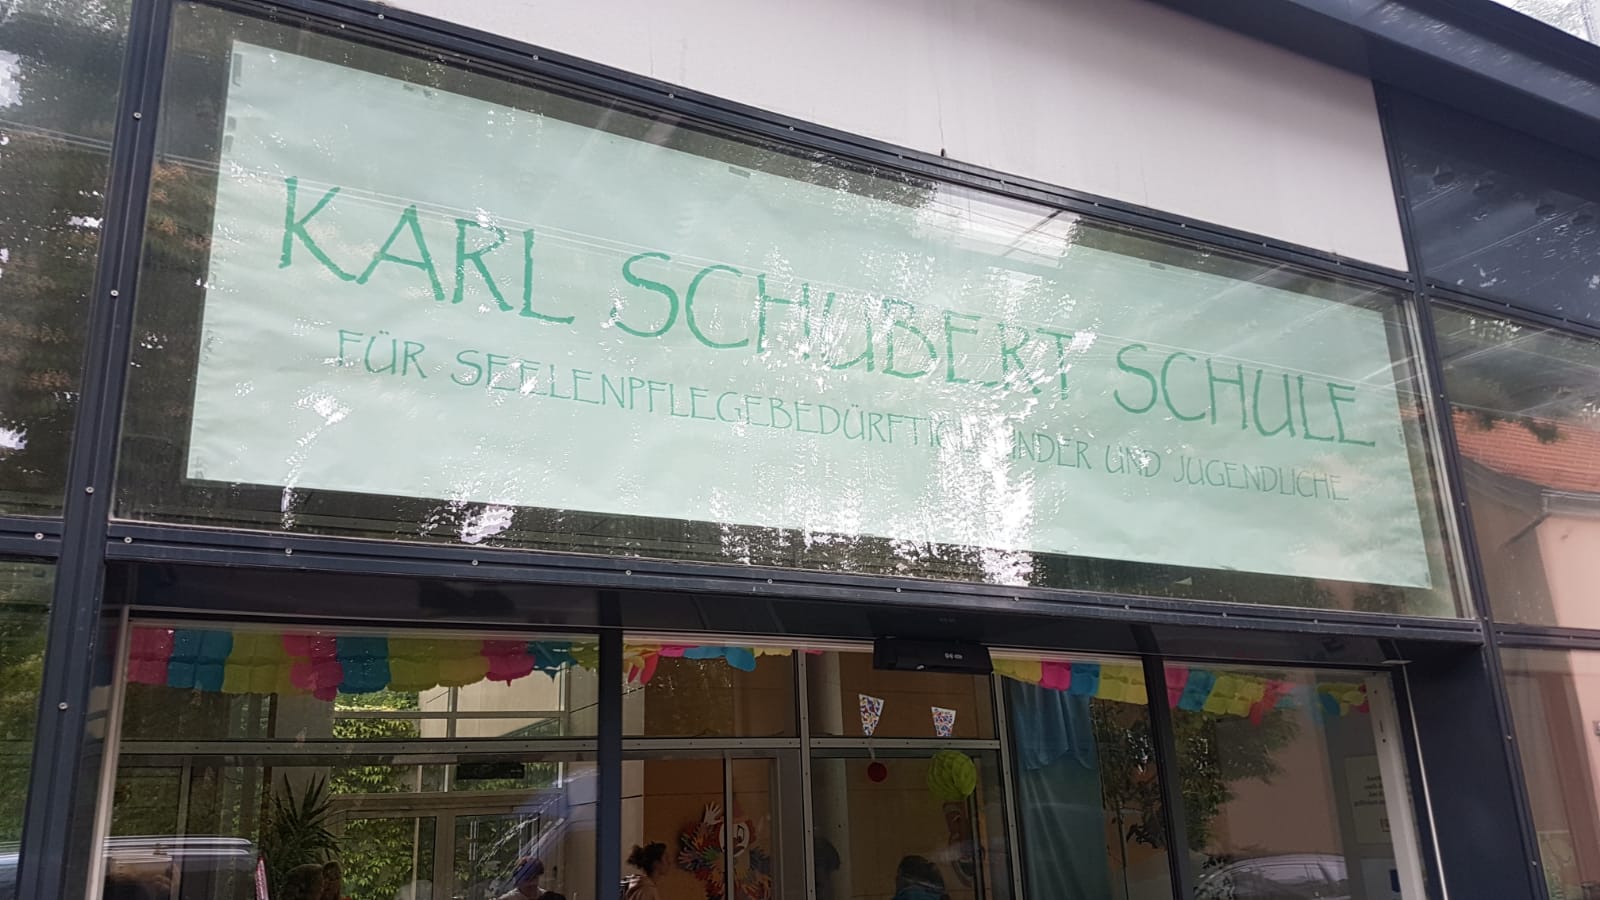 KARL SCHUBERT SCHULE
FÜR SEELENPFLEGEBEDÜRFTIGE KINDER UND JUGENDLICHE